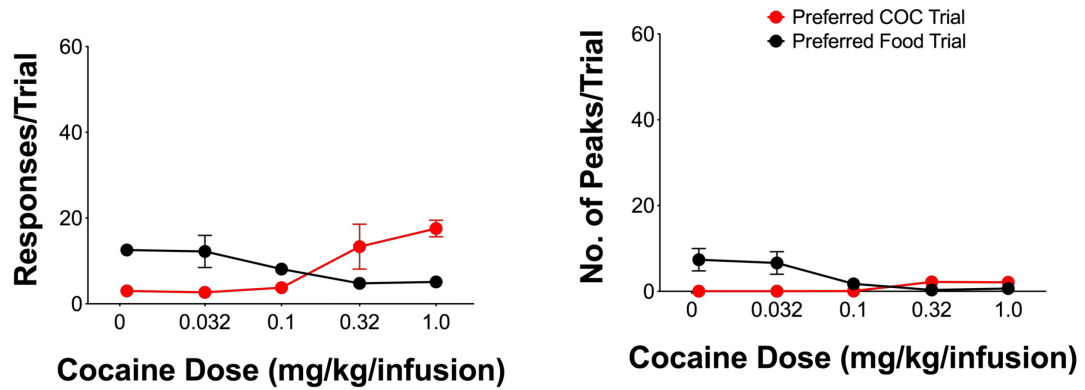 Responses/Trial
60
40
20
0
0 0.032 0.1 0.32 1.0
Cocaine Dose (mg/kg/infusion)
Preferred COC Trial
Preferred Food Trial
No. of Peaks/Trial
60
40
20
0
0 0.032 0.1 0.32 1.0
Cocaine Dose (mg/kg/infusion)